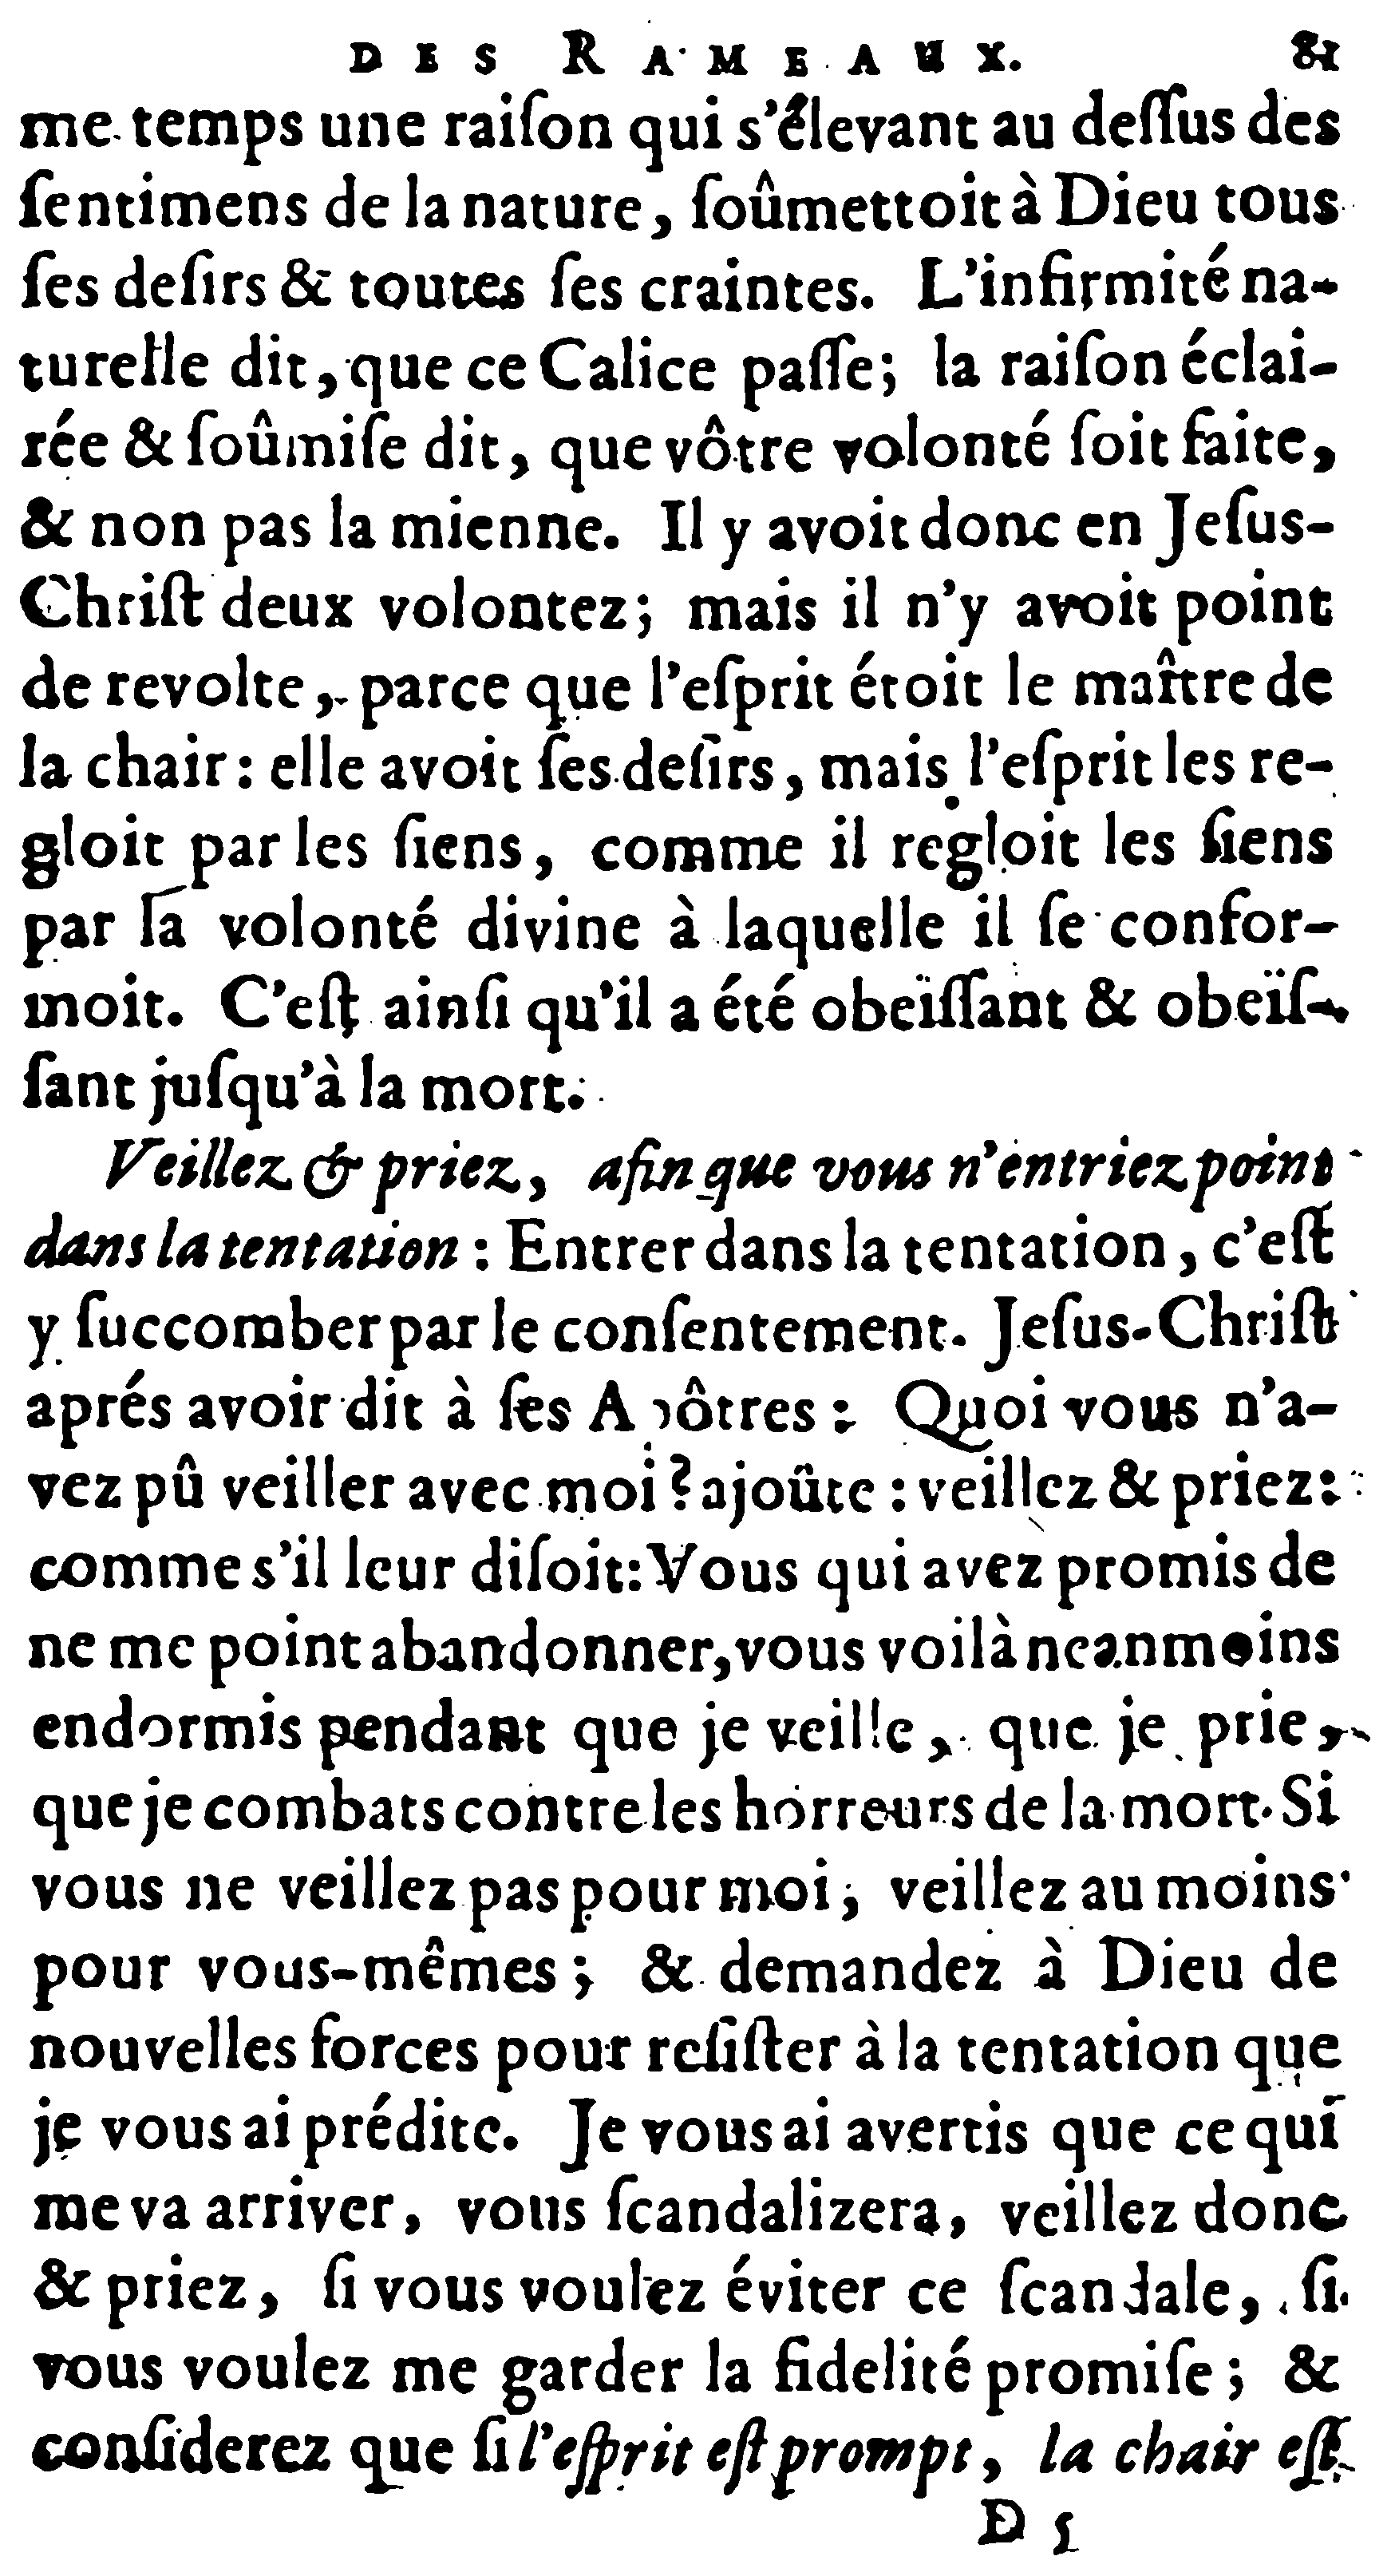 DES RAMEAUX. 81
me temps une raiſon qui s'élevant au deſſus des
ſentimens de la nature, ſoûmettoit à Dieu tous
ſes deſirs & toutes ſes craintes. L'infirmité na-
turelle dit, que ce Calice paſſe; la raiſon éclai-
rée & ſoûmiſe dit, que vôtre volonté ſoit faite,
& non pas la mienne. Il y avoit donc en Jeſus-
Chriſt deux volontez; mais il n'y avoit point
de revolte, parce que l'eſprit étoit le maître de
la chair: elle avoit ſes deſirs, mais l'eſprit les re-
gloit par les ſiens, comme il regloit les ſiens
par la volonté divine à laquelle il ſe confor-
moit. C'eſt ainſi qu'il a été obeïſſant & obeïſ-
ſant juſqu'à la mort.
Veillez & priez, afin que vous n'entriez point
dans la tentation : Entrer dans la tentation, c'eſt
y ſuccomber par le conſentement. Jeſus-Chriſt
aprés avoir dit à ſes Apôtres : Quoi vous n'a-
vez pû veiller avec moi? ajoûte : veillez & priez:
comme s'il leur diſoit: Vous qui avez promis de
ne me point abandonner, vous voilà neanmoins
endormis pendant que je veille, que je prie,
que je combats contre les horreurs de la mort. Si
vous ne veillez pas pour moi, veillez au moins
pour vous-mêmes; & demandez à Dieu de
nouvelles forces pour reſiſter à la tentation que
je vous ai prédite. Je vous ai avertis que ce qui
me va arriver, vous ſcandalizera, veillez donc
& priez, ſi vous voulez éviter ce ſcandale, ſi
vous voulez me garder la fidelité promiſe; &
conſiderez que ſi l'eſprit eſt prompt, la chair eſt
D 5